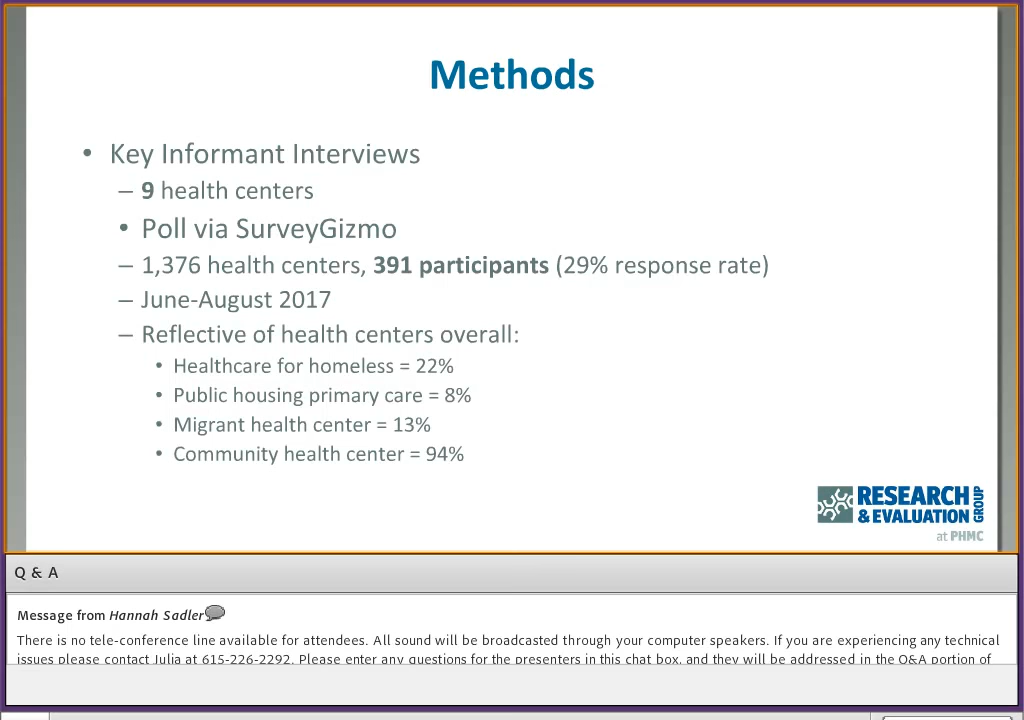 Methods
• Key Informant Interviews
– 9 health centers
• Poll via SurveyGizmo
– 1,376 health centers, 391 participants (29% response rate)
– June-August 2017
– Reflective of health centers overall:
• Healthcare for homeless = 22%
• Public housing primary care = 8%
• Migrant health center = 13%
• Community health center = 94%
RESEARCH
& EVALUATION
GROUP
at PHMC
Q & A
Message from Hannah Sadler
There is no tele-conference line available for attendees. All sound will be broadcasted through your computer speakers. If you are experiencing any technical
issues please contact Julia at 615-226-2292. Please enter any questions for the presenters in this chat box, and they will be addressed in the Q&A portion of